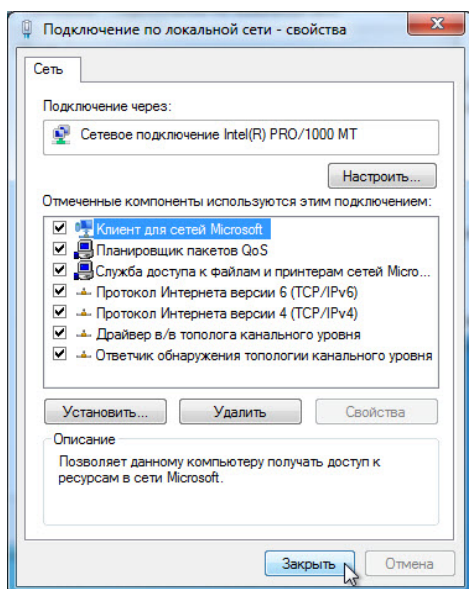 Подключение по локальной сети - свойства
Сеть
Подключение через:
Сетевое подключение Intel(R) PRO/1000 MT
Настроить...
Отмеченные компоненты используются этим подключением:
Клиент для сетей Microsoft
Планировщик пакетов QoS
Служба доступа к файлам и принтерам сетей Micro...
Протокол Интернета версии 6 (TCP/IPv6)
Протокол Интернета версии 4 (TCP/IPv4)
Драйвер в/в тополога канального уровня
Ответчик обнаружения топологии канального уровня
Установить... Удалить Свойства
Описание
Позволяет данному компьютеру получать доступ к
ресурсам в сети Microsoft.
Закрыть Отмена